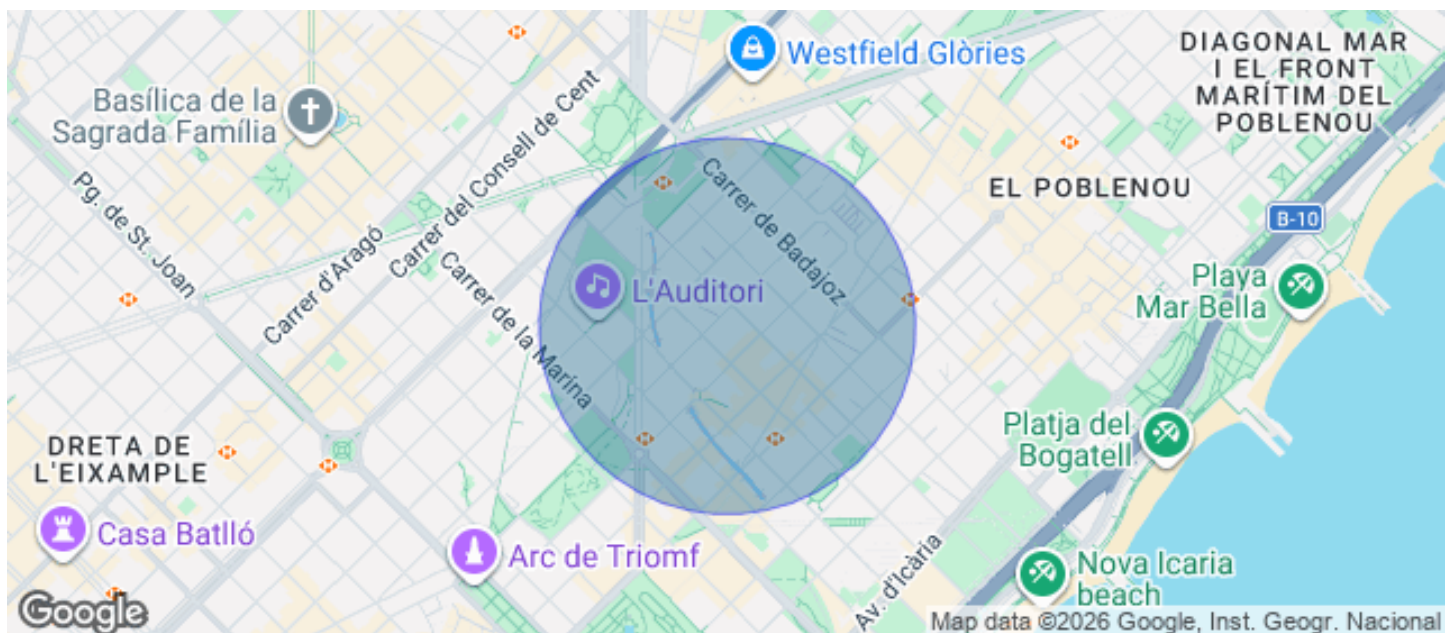 Westfield Glòries
DIAGONAL MAR
I EL FRONT
MARÍTIM DEL
POBLENOU
Basílica de la
Sagrada Família
Carrer del Consell de Cent
Pg. de St. Joan
Carrer d'Aragó
Carrer de la Marina
Carrer de Badajoz
EL POBLENOU
B-10
L'Auditori
Playa
Mar Bella
Platja del
Bogatell
DRETA DE
L'EIXAMPLE
Casa Batlló
Arc de Triomf
Av. d'Icària
Nova Icaria
beach
Google
Map data ©2026 Google, Inst. Geogr. Nacional